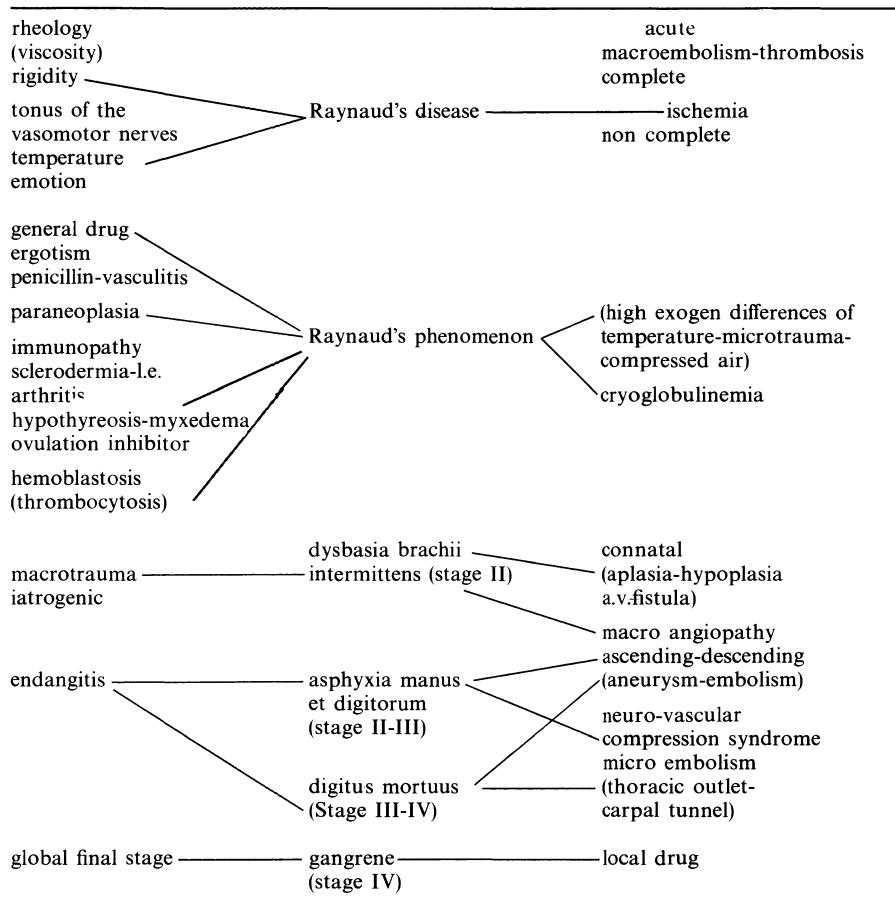 rheology
(viscosity)
rigidity
tonus of the
vasomotor nerves
temperature
emotion
Raynaud's disease
acute
macroembolism-thrombosis
complete
ischemia
non complete
general drug
ergotism
penicillin-vasculitis
paraneoplasia
immunopathy
sclerodermia-l.e.
arthritis
hypothyreosis-myxedema
ovulation inhibitor
hemoblastosis
(thrombocytosis)
Raynaud's phenomenon
(high exogen differences of
temperature-microtrauma-
compressed air)
cryoglobulinemia
macrotrauma
iatrogenic
dysbasia brachii
intermittens (stage II)
connatal
(aplasia-hypoplasia
a.v.fistula)
macro angiopathy
ascending-descending
(aneurysm-embolism)
endangitis
asphyxia manus
et digitorum
(stage II-III)
neuro-vascular
compression syndrome
micro embolism
(thoracic outlet-
carpal tunnel)
digitus mortuus
(Stage III-IV)
global final stage
gangrene
(stage IV)
local drug